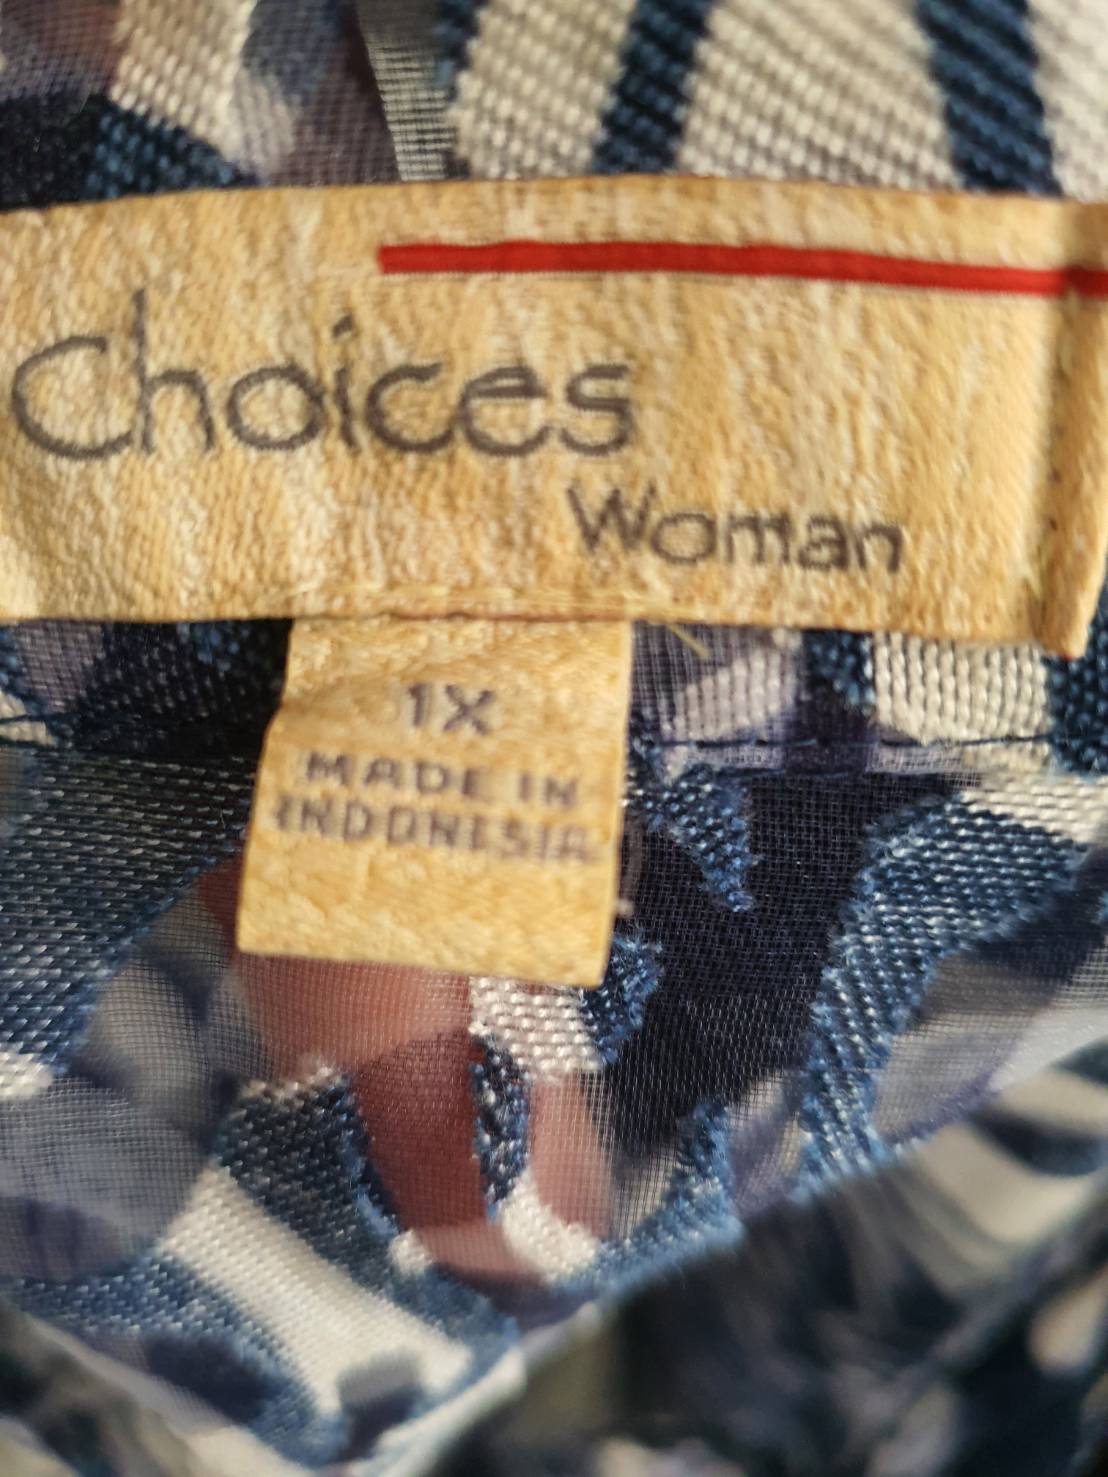 Choices
Woman
1X
MADE IN
INDONESIA